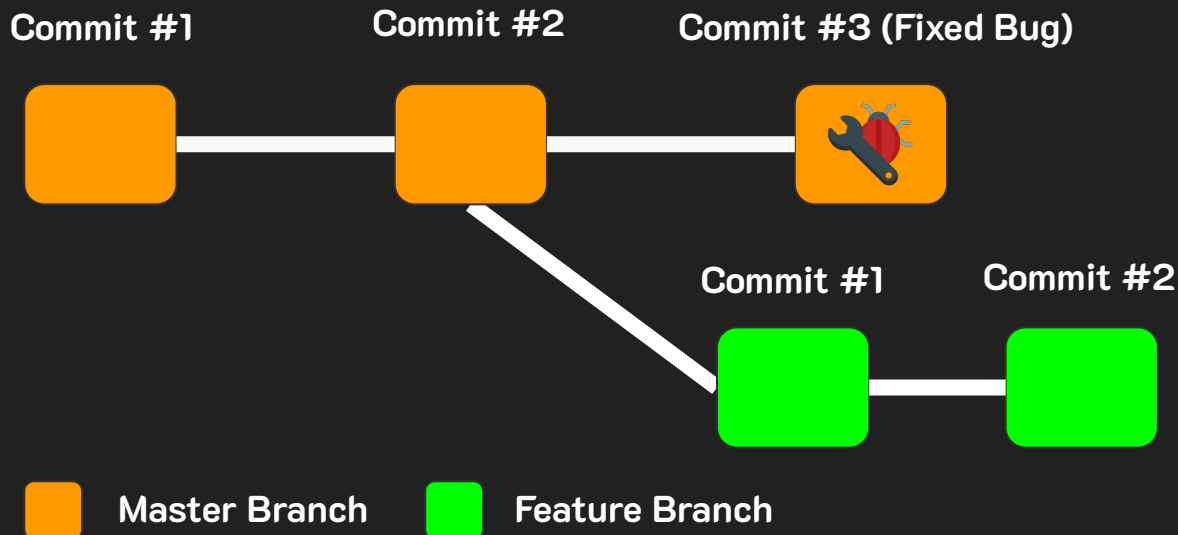 Commit #1
Commit #2
Commit #3 (Fixed Bug)
Commit #1
Commit #2
Master Branch
Feature Branch